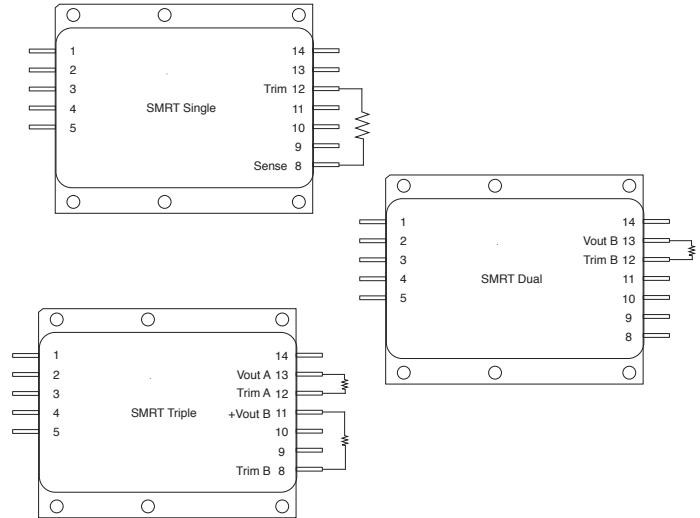 1 14
2 13
3 Trim 12
4 SMRT Single 11
5 10
9
Sense 8
1 14
2 Vout B 13
3 Trim B 12
4 SMRT Dual 11
5 10
9
8
1 14
2 Vout A 13
3 Trim A 12
4 SMRT Triple +Vout B 11
5 10
9
Trim B 8